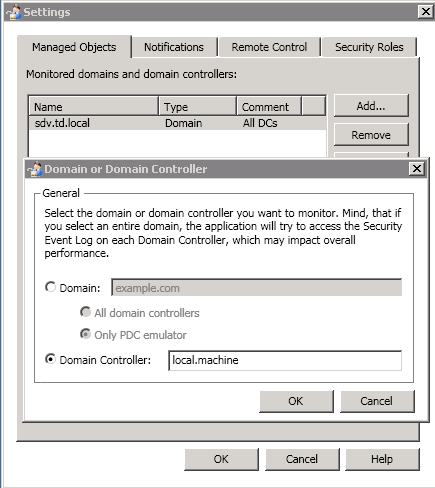 Settings
Managed Objects Notifications Remote Control Security Roles
Monitored domains and domain controllers:
Name Type Comment Add...
sdv.td.local Domain All DCs
Remove
Domain or Domain Controller
General
Select the domain or domain controller you want to monitor. Mind, that if
you select an entire domain, the application will try to access the Security
Event Log on each Domain Controller, which may impact overall
performance.
Domain: example.com
All domain controllers
Only PDC emulator
Domain Controller: local.machine
OK Cancel
OK Cancel Help